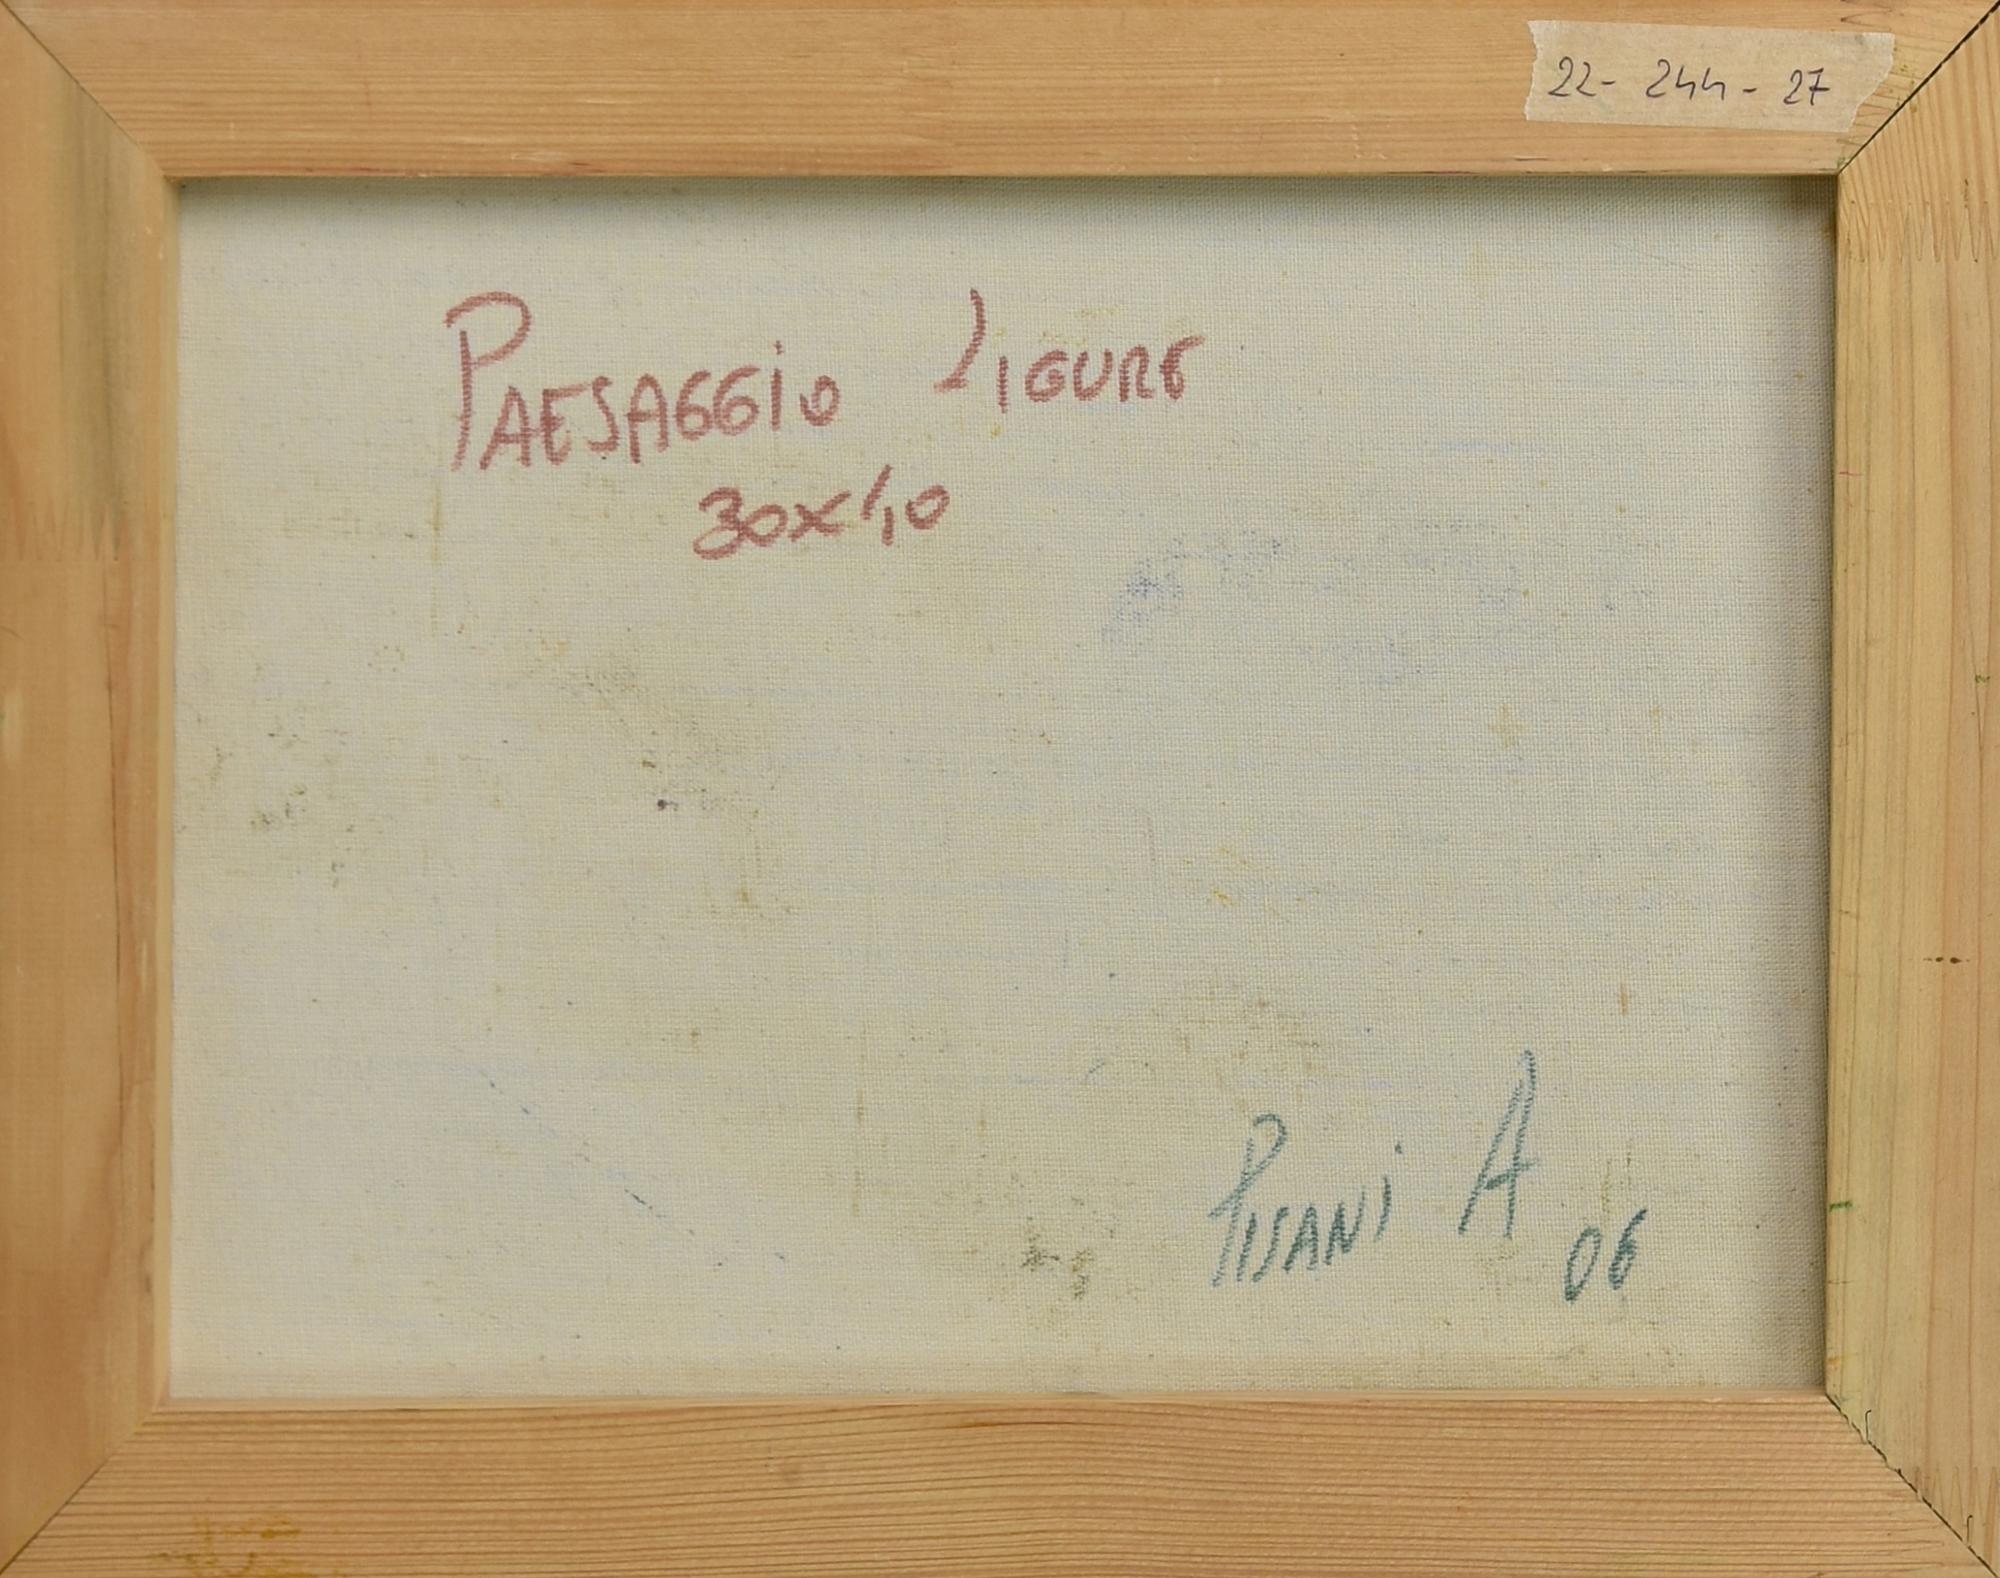 22-244-27
PAESAGGiO LIGURE
30x40
PISANi A 06